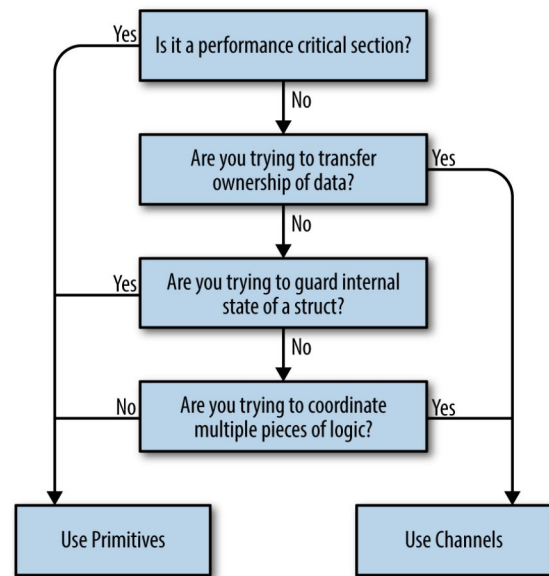 Yes
Is it a performance critical section?
No
Are you trying to transfer
ownership of data?
Yes
No
Yes
Are you trying to guard internal
state of a struct?
No
No
Are you trying to coordinate
multiple pieces of logic?
Yes
Use Primitives
Use Channels